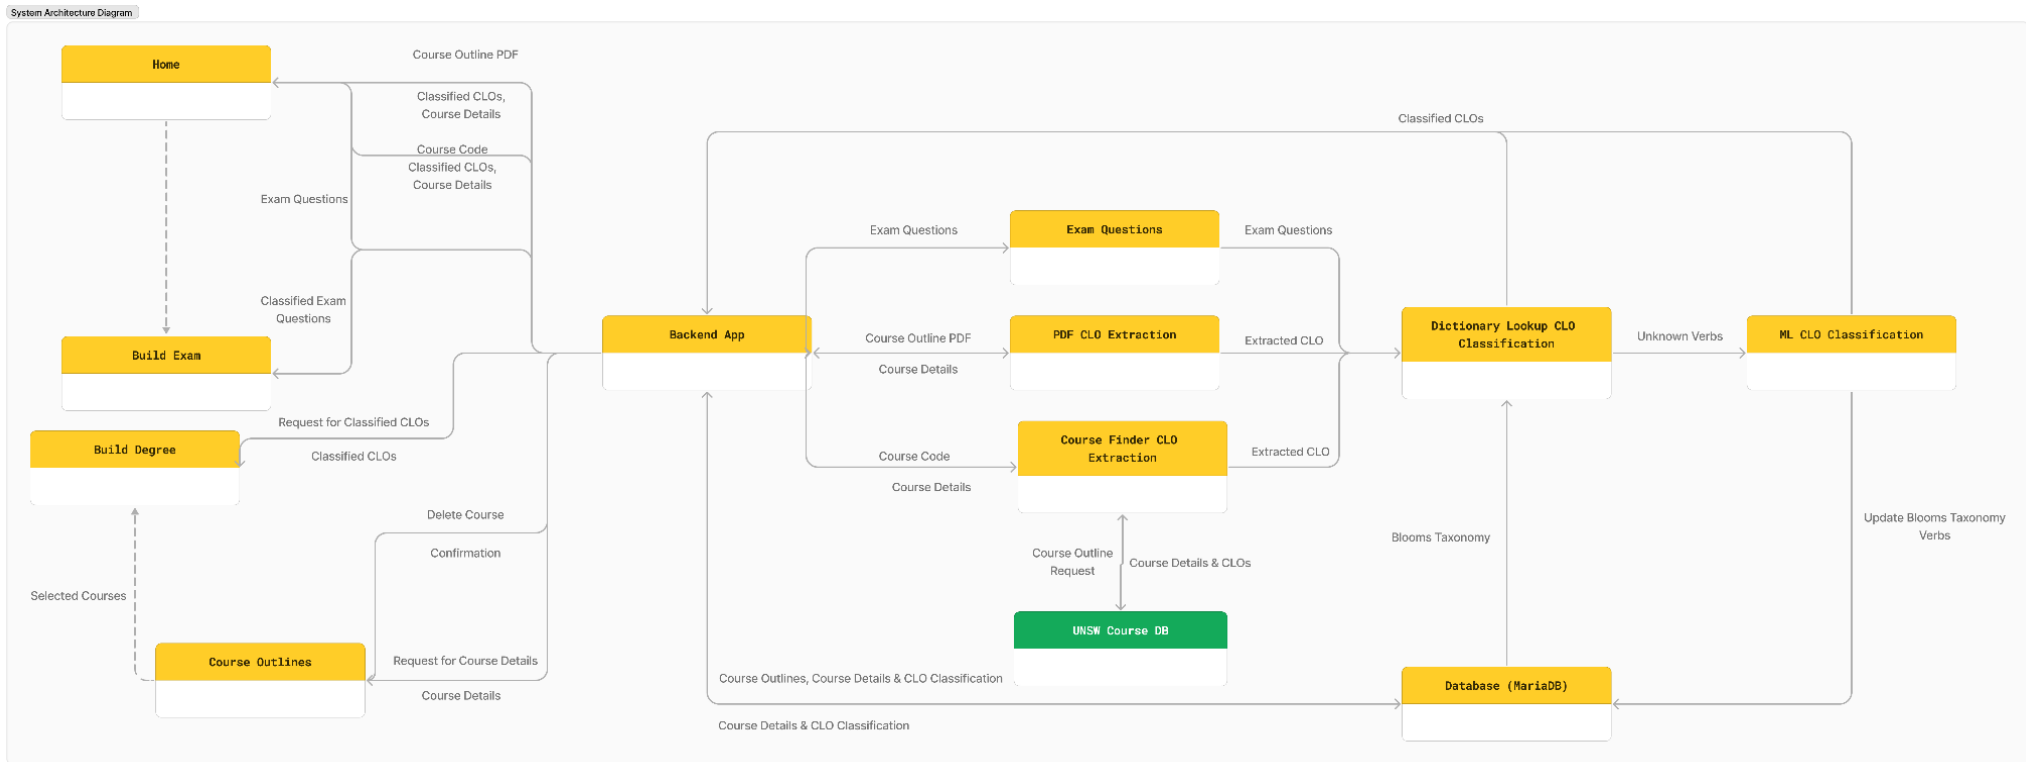 System Architecture Diagram
Home
Course Outline PDF
Classified CLOs,
Course Details
Course Code
Classified CLOs,
Course Details
Exam Questions
Classified Exam
Questions
Build Exam
Request for Classified CLOs
Build Degree
Classified CLOs
Delete Course
Confirmation
Selected Courses
Course Outlines
Request for Course Details
Course Details
Backend App
Classified CLOs
Exam Questions
Exam Questions
Exam Questions
Course Outline PDF
Course Details
PDF CLO Extraction
Extracted CLO
Course Code
Course Details
Course Finder CLO
Extraction
Extracted CLO
Course Outline
Request
Course Details & CLOs
UNSW Course DB
Dictionary Lookup CLO
Classification
Unknown Verbs
ML CLO Classification
Blooms Taxonomy
Update Blooms Taxonomy
Verbs
Course Outlines, Course Details & CLO Classification
Course Details & CLO Classification
Database (MariaDB)